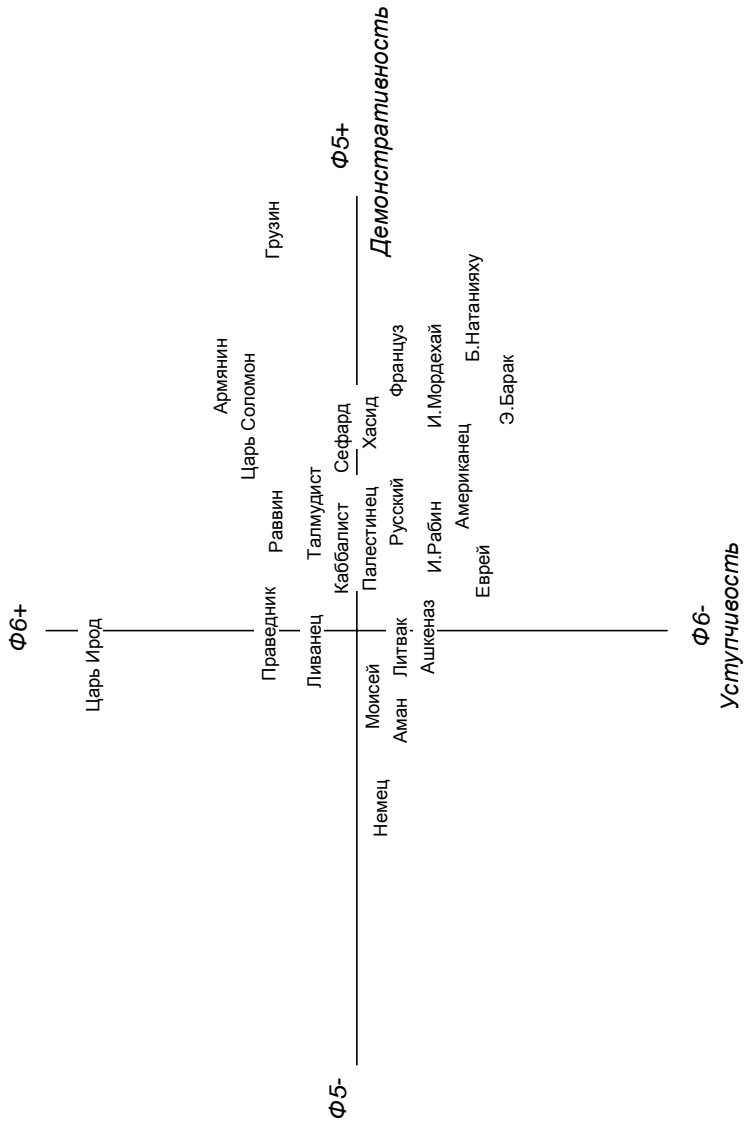 Ф6+
Царь Ирод
Армянин
Царь Соломон
Праведник
Раввин
Грузин
Ливанец
Талмудист
Ф5-
Каббалист
Сефард
Ф5+
Моисей
Палестинец
Хасид
Демонстративность
Немец
Аман
Литвак
Русский
Француз
Ашкеназ
И.Рабин
И.Мордехай
Американец
Б.Натанияху
Еврей
Э.Барак
Ф6-
Уступчивость